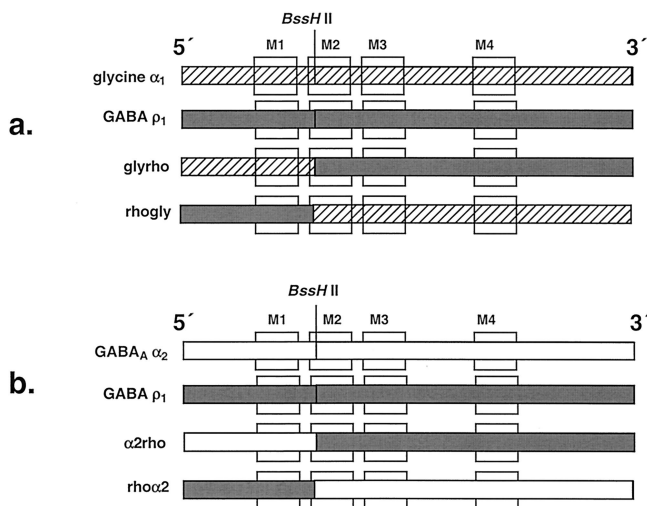 BssH II
5´ M1 M2 M3 M4 3´
glycine α₁
a.
GABA ρ₁
glyrho
rhogly
BssH II
5´ M1 M2 M3 M4 3´
GABA_A α₂
b.
GABA ρ₁
α2rho
rhoα2